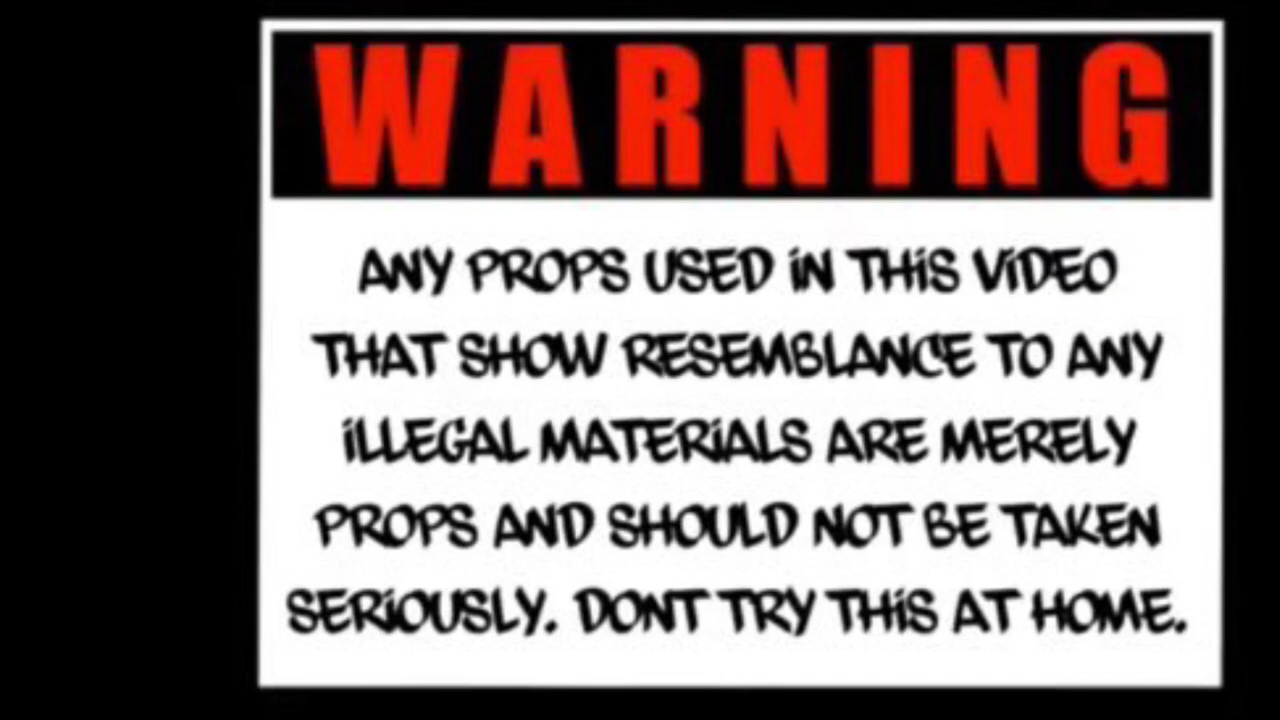 WARNING
ANY PROPS USED iN THiS ViDEO
THAT SHOW RESEMBLANCE TO ANY
iLLEGAL MATERiALS ARE MERELY
PROPS AND SHOULD NOT BE TAKEN
SERiOUSLY. DONT TRY THiS AT HOME.